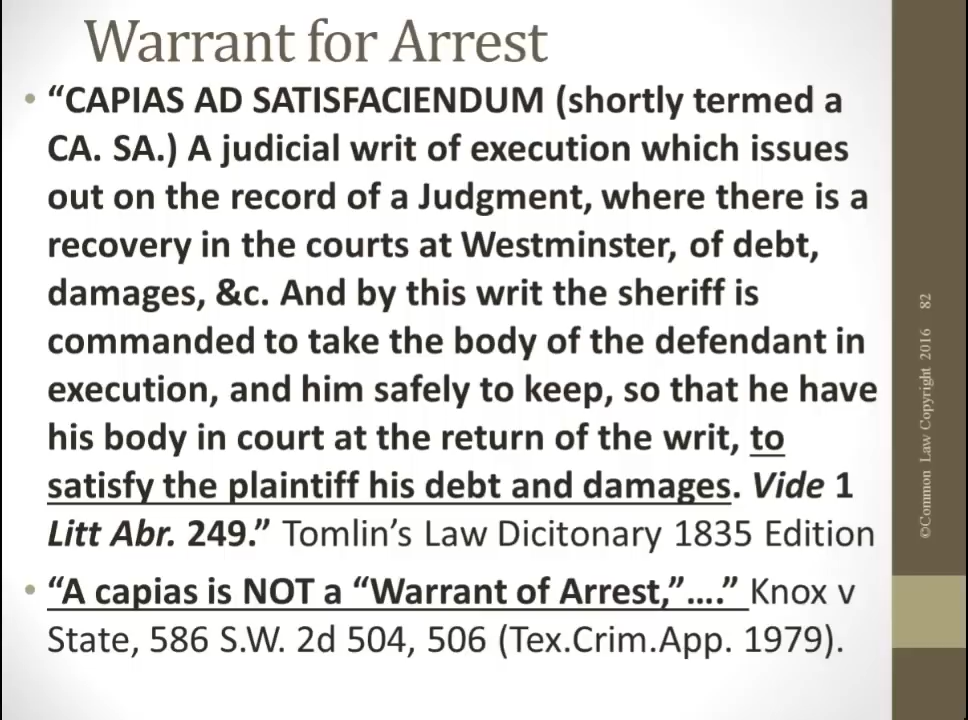 Warrant for Arrest
• “CAPIAS AD SATISFACIENDUM (shortly termed a
CA. SA.) A judicial writ of execution which issues
out on the record of a Judgment, where there is a
recovery in the courts at Westminster, of debt,
damages, &c. And by this writ the sheriff is
commanded to take the body of the defendant in
execution, and him safely to keep, so that he have
his body in court at the return of the writ, to
satisfy the plaintiff his debt and damages. Vide 1
Litt Abr. 249.” Tomlin’s Law Dicitonary 1835 Edition
• “A capias is NOT a “Warrant of Arrest,”....” Knox v
State, 586 S.W. 2d 504, 506 (Tex.Crim.App. 1979).
©Common Law Copyright 2016 82